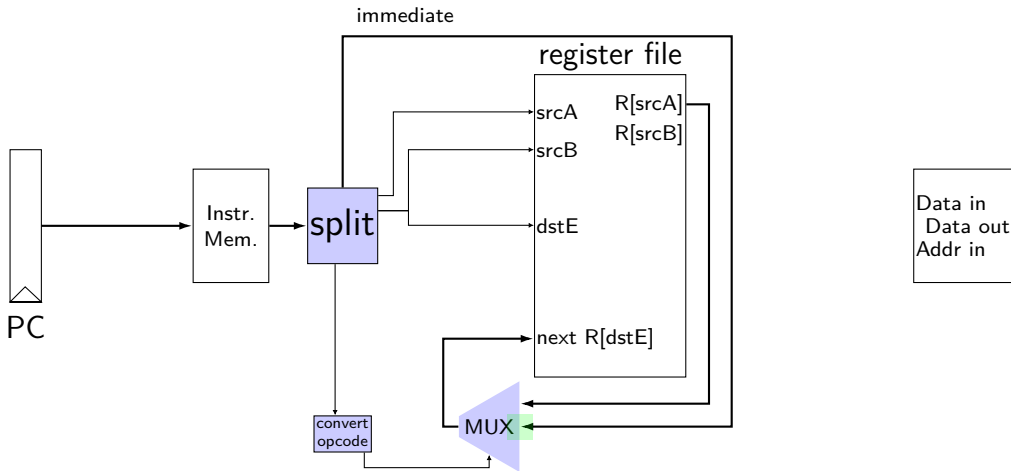 immediate
register file
srcA
R[srcA]
R[srcB]
srcB
Instr.
Mem.
split
dstE
Data in
Data out
Addr in
PC
next R[dstE]
convert
opcode
MUX